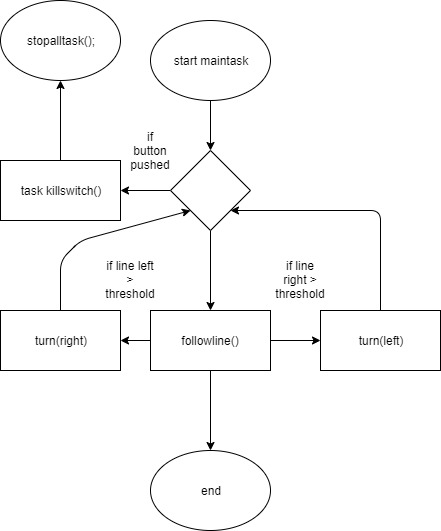 stopalltask();
start maintask
if
button
pushed
task killswitch()
if line left
>
threshold
if line
right >
threshold
turn(right)
followline()
turn(left)
end